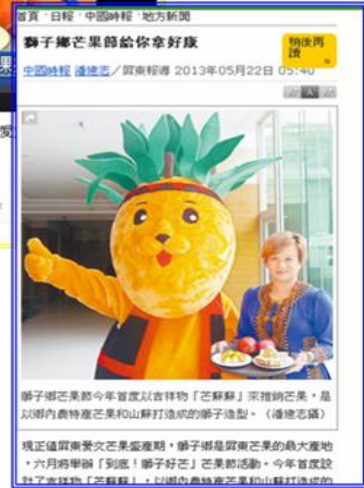 首頁 日報 中國時報 地方新聞
獅子鄉芒果節給你拿好康
稍後再
讀
中國時報 潘建志／屏東報導 2013年05月22日 05:40
獅子鄉芒果節今年首度以吉祥物「芒蘇蘇」來推銷芒果，是
以鄉內農特產芒果和山蘇打造成的獅子造型。（潘建志攝）
現正值屏東愛文芒果盛產期，獅子鄉是屏東芒果的最大產地
，六月將舉辦「到底！獅子好芒」芒果節活動。今年首度設
計了吉祥物「芒蘇蘇」，以鄉內農特產芒果和山蘇打造成的